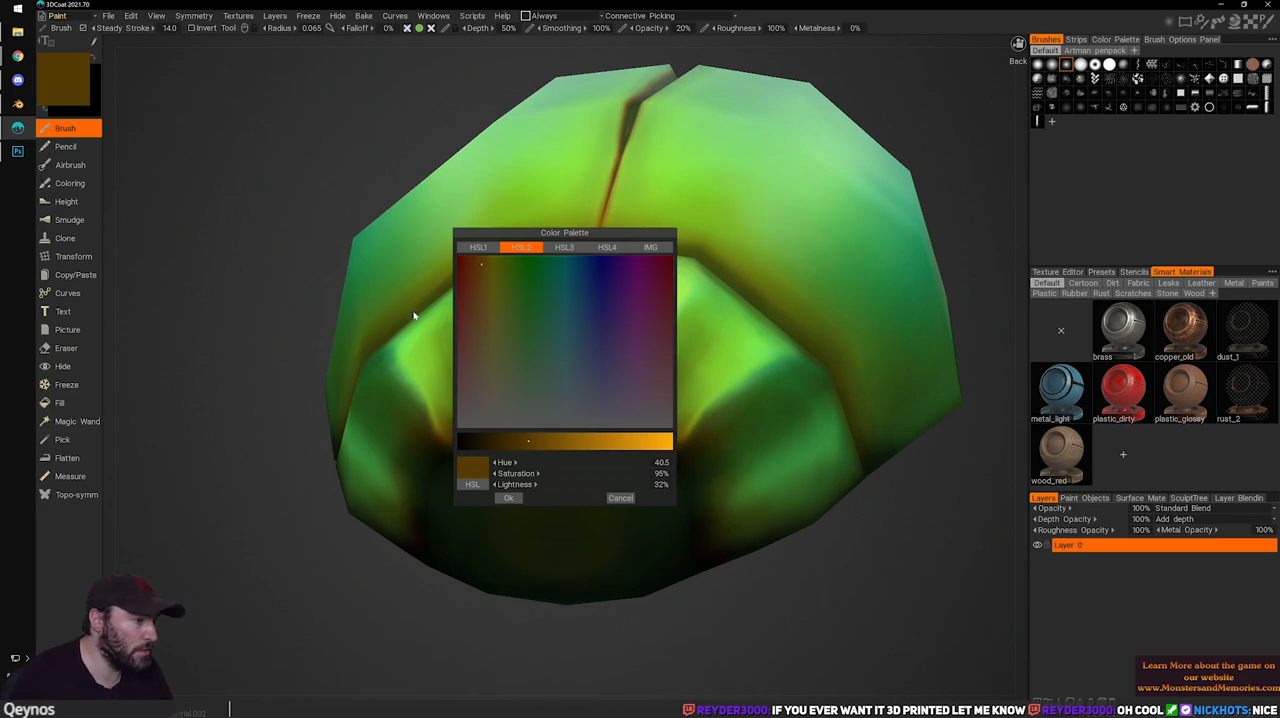 3DCoat 2021.70
Paint File Edit View Symmetry Textures Layers Freeze Hide Bake Curves Windows Scripts Help Always Connective Picking
Brush Steady Stroke 14.0 Invert Tool Radius 0.065 Falloff 0% Depth 50% Smoothing 100% Opacity 20% Roughness 100% Metalness 0%
Brushes Strips Color Palette Brush Options Panel
Default Artman penpack +
Back
Brush
Pencil
Airbrush
Coloring
Height
Smudge
Clone
Transform
Copy/Paste
Curves
Text
Picture
Eraser
Hide
Freeze
Fill
Magic Wand
Pick
Flatten
Measure
Topo-symm
Color Palette
HSL1 HSL2 HSL3 HSL4 IMG
Hue 40.5
Saturation 95%
HSL Lightness 32%
Ok Cancel
Texture Editor Presets Stencils Smart Materials
Default Cartoon Dirt Fabric Leaks Leather Metal Paints
Plastic Rubber Rust Scratches Stone Wood +
brass copper_old dust_1
metal_light plastic_dirty plastic_glossy rust_2
wood_red
Layers Paint Objects Surface Mate SculptTree Layer Blendin
Opacity 100% Standard Blend
Depth Opacity 100% Add depth
Roughness Opacity 100% Metal Opacity 100%
Layer 0
Learn More about the game on
our website
www.MonstersandMemories.com
Qeynos
REYDER3000: IF YOU EVER WANT IT 3D PRINTED LET ME KNOW REYDER3000: OH COOL NICKHOTS: NICE